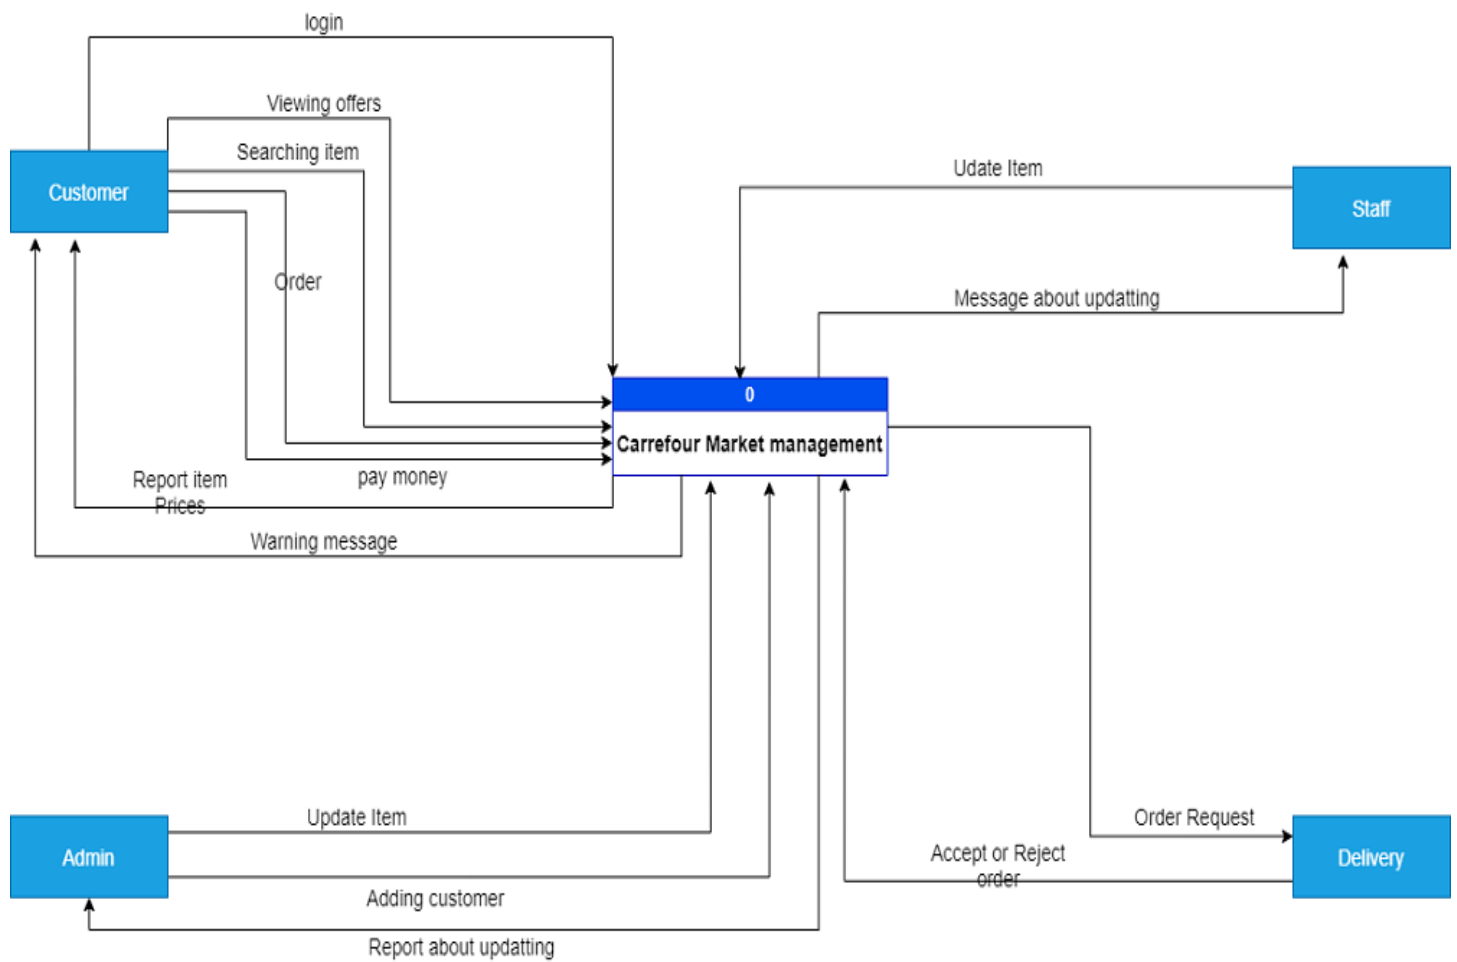 login
Viewing offers
Searching item
Customer
Udate Item
Staff
Order
Message about updatting
0
Carrefour Market management
Report item
Prices
pay money
Warning message
Update Item
Order Request
Admin
Accept or Reject
order
Delivery
Adding customer
Report about updatting